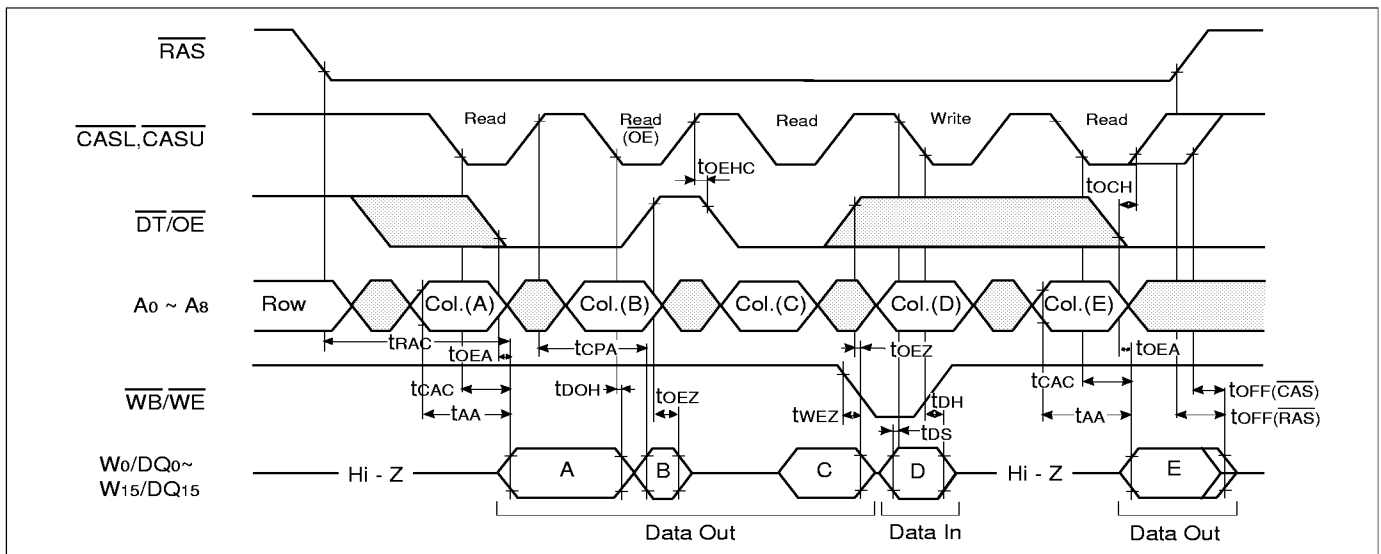 RAS
CASL,CASU
Read
Read
(OE)
Read
Write
Read
tOEHC
tOCH
DT/OE
A0 ~ A8
Row
Col.(A)
Col.(B)
Col.(C)
Col.(D)
Col.(E)
tRAC
tOEA
tCPA
tOEZ
tOEA
WB/WE
tCAC
tDOH
tOEZ
tDH
tCAC
tOFF(CAS)
tAA
tWEZ
tDS
tAA
tOFF(RAS)
W0/DQ0~
W15/DQ15
Hi - Z
A
B
C
D
Hi - Z
E
Data Out
Data In
Data Out